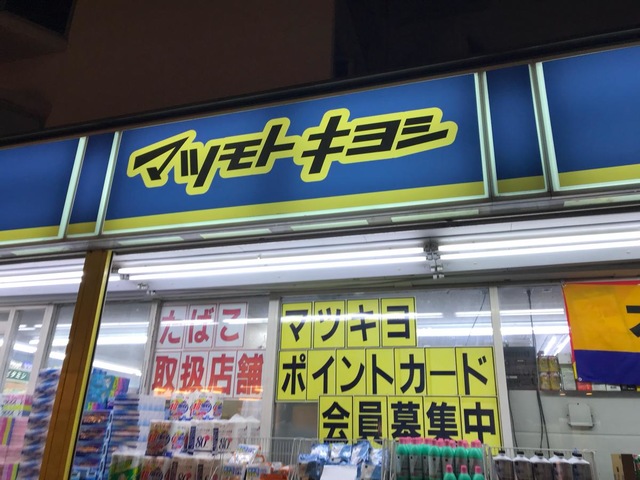 マツモトキヨシ
たばこ
取扱店舗
マツキヨ
ポイントカード
会員募集中